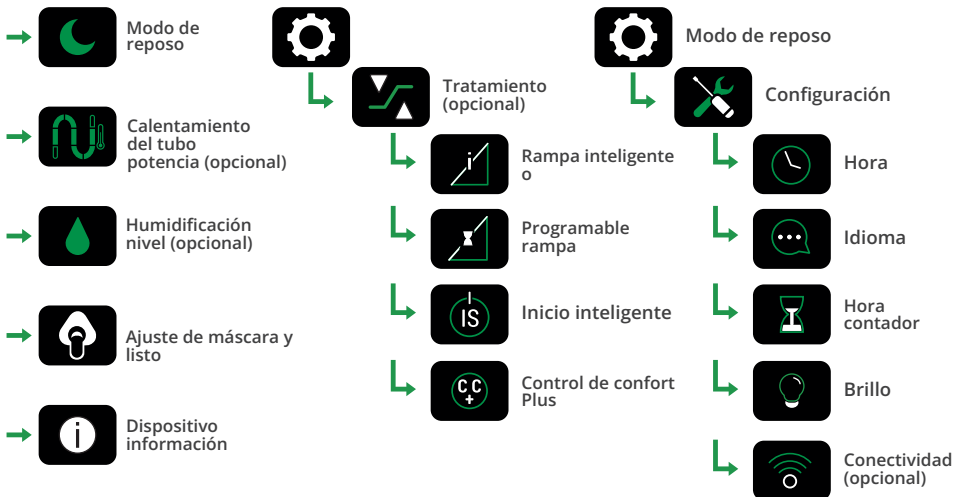 Modo de
reposo
Calentamiento
del tubo
potencia (opcional)
Humidificación
nivel (opcional)
Ajuste de máscara y
listo
i
Dispositivo
información
Tratamiento
(opcional)
i
Rampa inteligente
o
Programable
rampa
IS
Inicio inteligente
CC
+
Control de confort
Plus
Modo de reposo
Configuración
Hora
Idioma
Hora
contador
Brillo
Conectividad
(opcional)